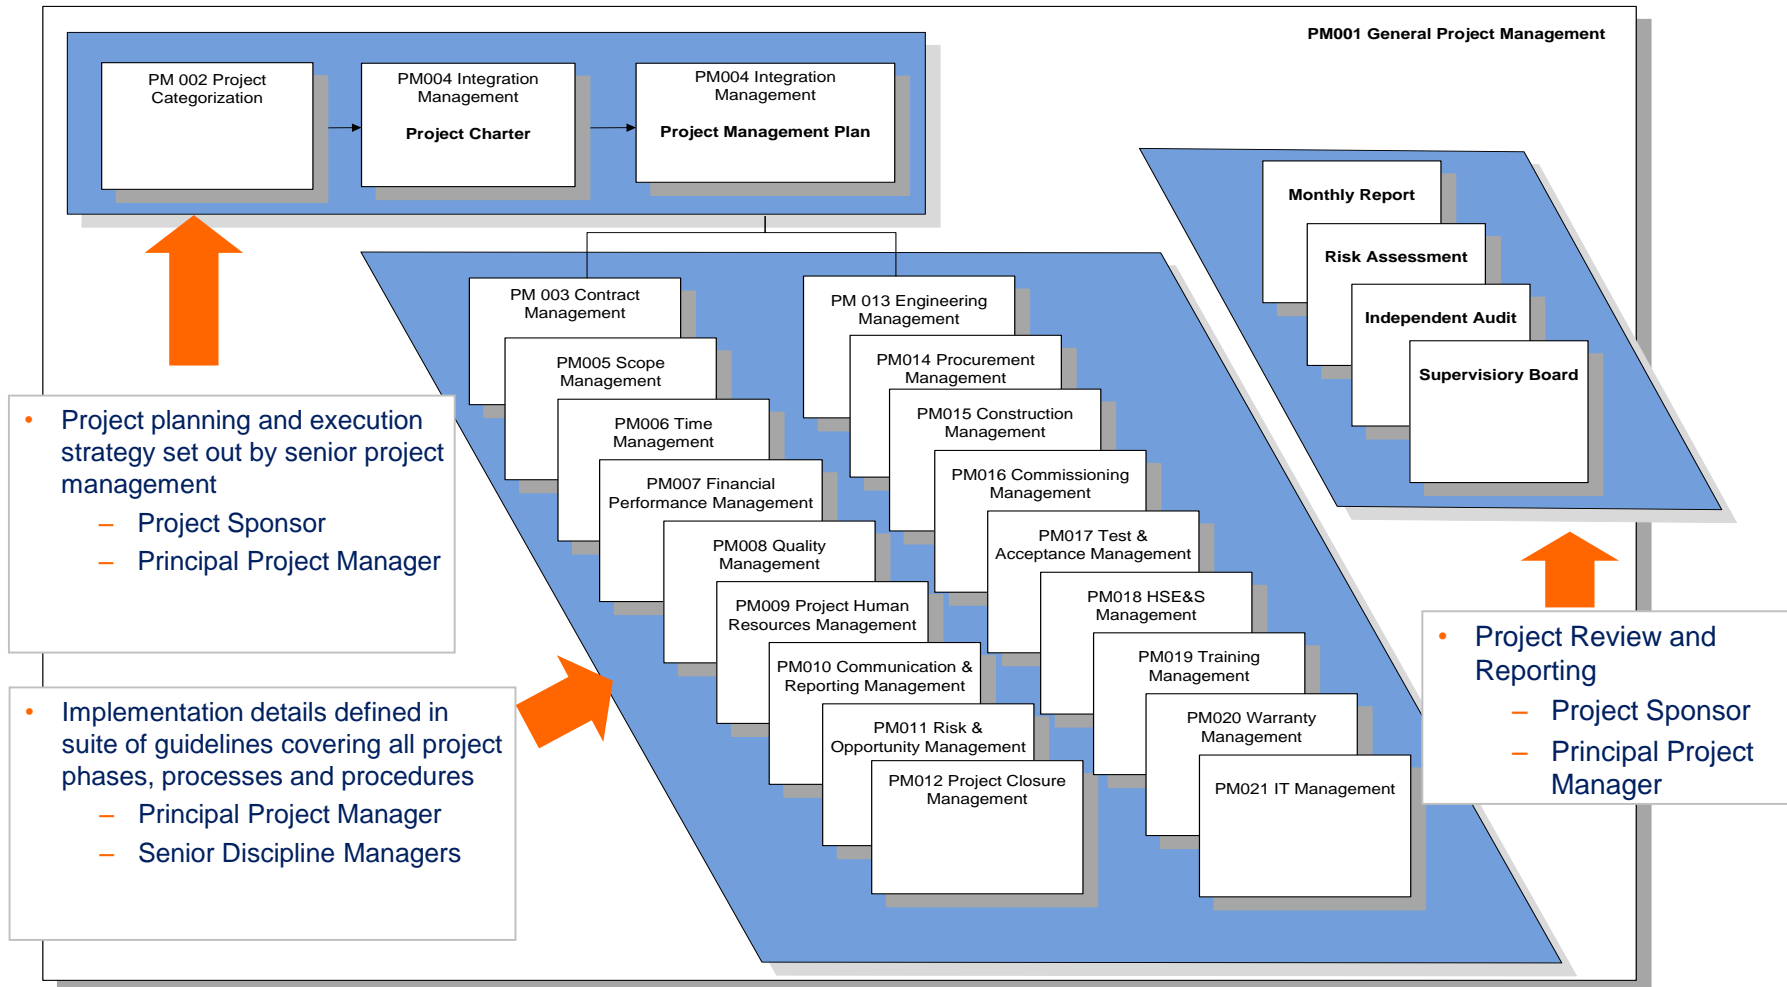 PM001 General Project Management
PM 002 Project
Categorization
PM004 Integration
Management
Project Charter
PM004 Integration
Management
Project Management Plan
Monthly Report
Risk Assessment
Independent Audit
Supervisiory Board
PM 003 Contract
Management
PM005 Scope
Management
PM006 Time
Management
PM007 Financial
Performance Management
PM008 Quality
Management
PM009 Project Human
Resources Management
PM010 Communication &
Reporting Management
PM011 Risk &
Opportunity Management
PM012 Project Closure
Management
PM 013 Engineering
Management
PM014 Procurement
Management
PM015 Construction
Management
PM016 Commissioning
Management
PM017 Test &
Acceptance Management
PM018 HSE&S
Management
PM019 Training
Management
PM020 Warranty
Management
PM021 IT Management
• Project planning and execution
strategy set out by senior project
management
– Project Sponsor
– Principal Project Manager
• Implementation details defined in
suite of guidelines covering all project
phases, processes and procedures
– Principal Project Manager
– Senior Discipline Managers
• Project Review and
Reporting
– Project Sponsor
– Principal Project
Manager